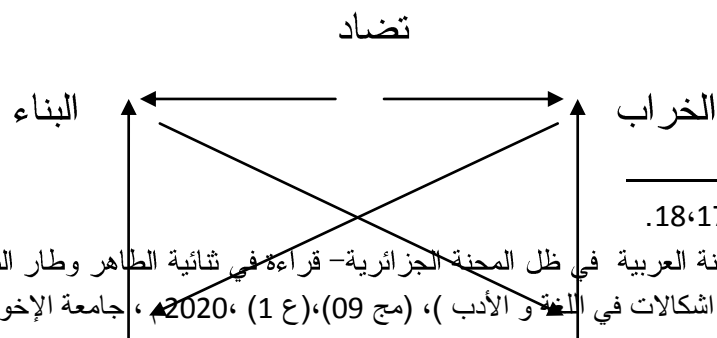 تضاد
الخراب البناء
.18،17
نة العربية في ظل المحنة الجزائرية– قراءة في ثنائية الطاهر وطار
اشكالات في اللغة و الأدب )، (مج 09)،(ع 1) ،2020م ، جامعة الإخو